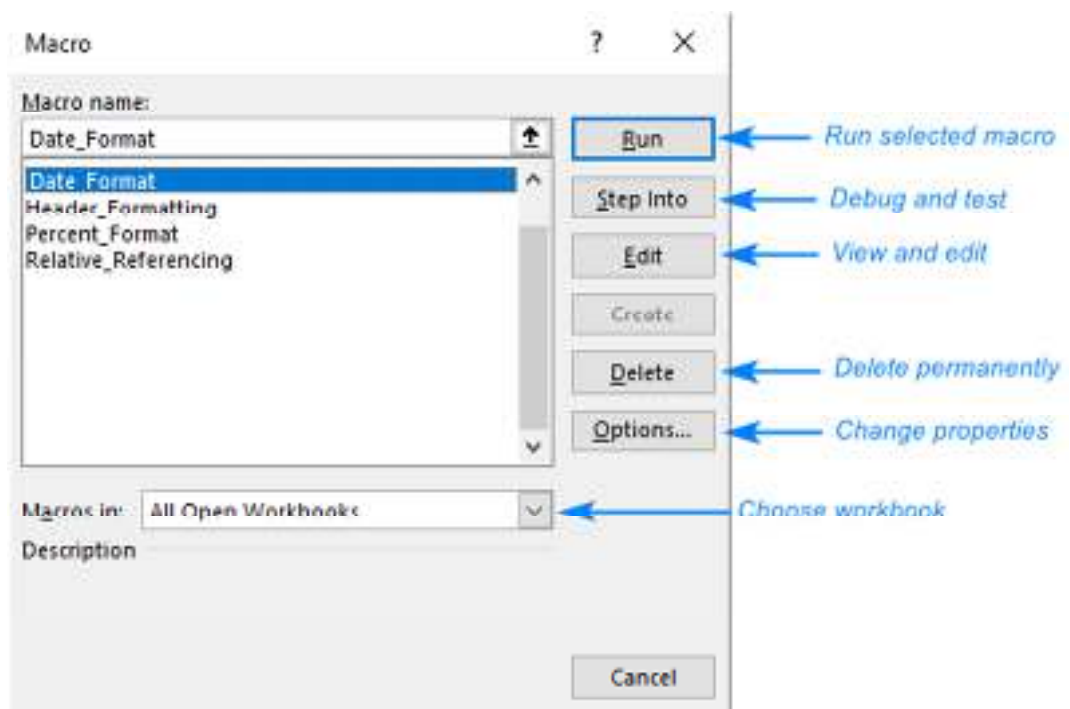 Macro ? ×
Macro name:
Date_Format
Run
Run selected macro
Date_Format
Header_Formatting
Percent_Format
Relative_Referencing
Step Into
Debug and test
Edit
View and edit
Create
Delete
Delete permanently
Options...
Change properties
Macros in: All Open Workbooks
Choose workbook
Description
Cancel